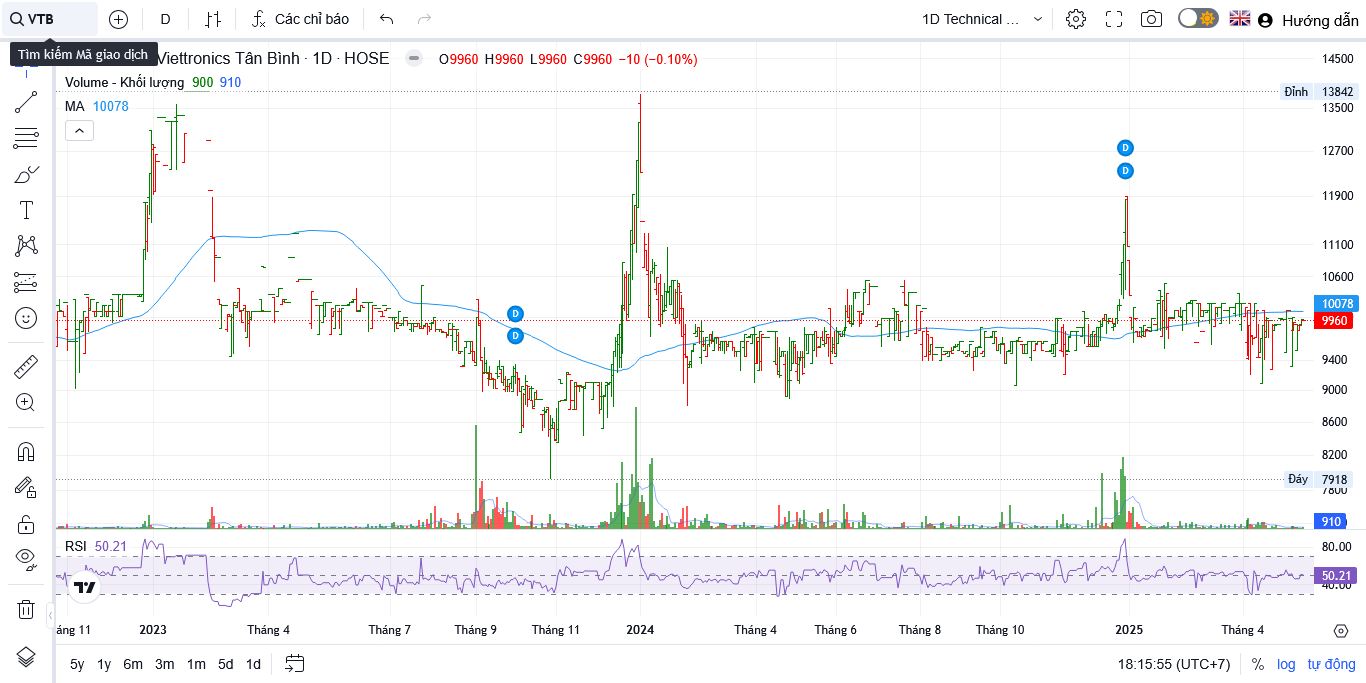 VTB
D
Các chỉ báo
1D Technical ...
Hướng dẫn
Tìm kiếm Mã giao dịch
Viettronics Tân Bình · 1D · HOSE
O9960 H9960 L9960 C9960 −10 (−0.10%)
Volume - Khối lượng 900 910
MA 10078
14500
Đỉnh 13842
13500
12700
11900
11100
10600
10078
9960
9400
9000
8600
8200
Đáy 7918
7800
910
D
D
D
D
RSI 50.21
80.00
50.21
40.00
áng 11
2023
Tháng 4
Tháng 7
Tháng 9
Tháng 11
2024
Tháng 4
Tháng 6
Tháng 8
Tháng 10
2025
Tháng 4
5y 1y 6m 3m 1m 5d 1d
18:15:55 (UTC+7)
% log tự động